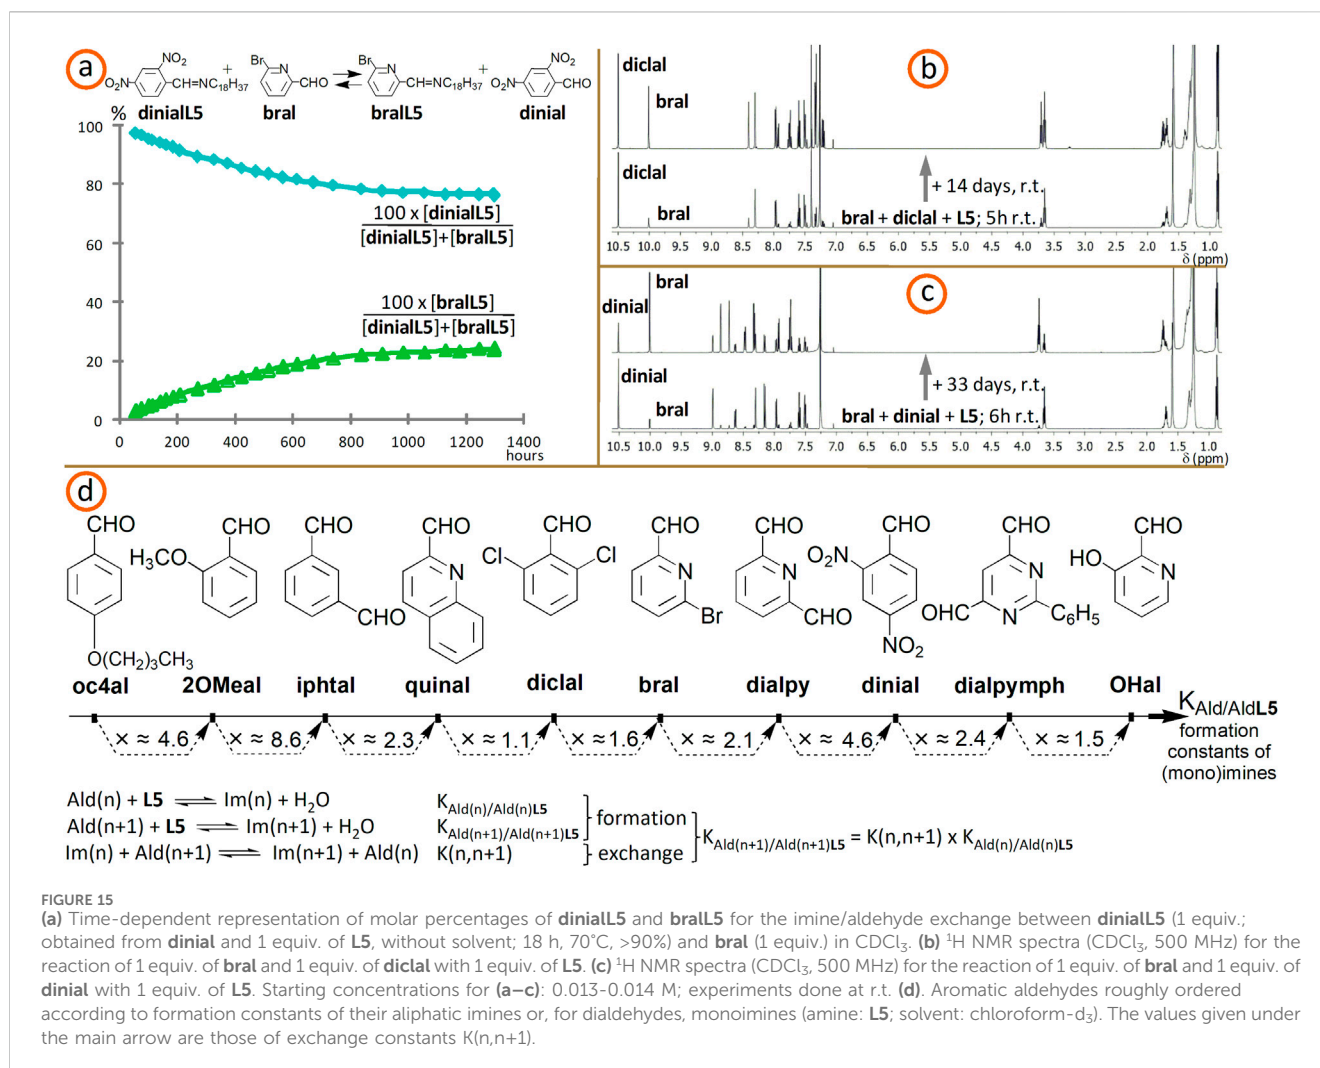 a
NO₂
NO₂
CH=NC₁₈H₃₇
+
Br
N
CHO
Br
N
CH=NC₁₈H₃₇
+
NO₂
NO₂
CHO
% dinialL5 bral bralL5 dinial
100
80
60
40
20
0
100 x [dinialL5]
[dinialL5]+[bralL5]
100 x [bralL5]
[dinialL5]+[bralL5]
0 200 400 600 800 1000 1200 1400
hours
b
diclal
bral
diclal
bral
+ 14 days, r.t.
bral + diclal + L5; 5h r.t.
10.5 10.0 9.5 9.0 8.5 8.0 7.5 7.0 6.5 6.0 5.5 5.0 4.5 4.0 3.5 3.0 2.5 2.0 1.5 1.0
δ (ppm)
c
bral
dinial
dinial
bral
+ 33 days, r.t.
bral + dinial + L5; 6h r.t.
10.5 10.0 9.5 9.0 8.5 8.0 7.5 7.0 6.5 6.0 5.5 5.0 4.5 4.0 3.5 3.0 2.5 2.0 1.5 1.0
δ (ppm)
d
CHO
O(CH₂)₃CH₃
CHO
H₃CO
CHO
CHO
CHO
N
CHO
Cl
Cl
CHO
N
Br
CHO
N
CHO
CHO
O₂N
NO₂
CHO
N
N
OHC
C₆H₅
CHO
HO
N
oc4al 2OMeal iphtal quinal diclal bral dialpy dinial dialpymph OHal
× ≈ 4.6 × ≈ 8.6 × ≈ 2.3 × ≈ 1.1 × ≈ 1.6 × ≈ 2.1 × ≈ 4.6 × ≈ 2.4 × ≈ 1.5
K Ald/AldL5
formation
constants of
(mono)imines
Ald(n) + L5 ⇌ Im(n) + H₂O K Ald(n)/Ald(n)L5
Ald(n+1) + L5 ⇌ Im(n+1) + H₂O K Ald(n+1)/Ald(n+1)L5
formation
Im(n) + Ald(n+1) ⇌ Im(n+1) + Ald(n) K(n,n+1) exchange
K Ald(n+1)/Ald(n+1)L5 = K(n,n+1) x K Ald(n)/Ald(n)L5
FIGURE 15
(a) Time-dependent representation of molar percentages of dinialL5 and bralL5 for the imine/aldehyde exchange between dinialL5 (1 equiv.;
obtained from dinial and 1 equiv. of L5, without solvent; 18 h, 70°C, >90%) and bral (1 equiv.) in CDCl₃. (b) ¹H NMR spectra (CDCl₃, 500 MHz) for the
reaction of 1 equiv. of bral and 1 equiv. of diclal with 1 equiv. of L5. (c) ¹H NMR spectra (CDCl₃, 500 MHz) for the reaction of 1 equiv. of bral and 1 equiv. of
dinial with 1 equiv. of L5. Starting concentrations for (a–c): 0.013-0.014 M; experiments done at r.t. (d). Aromatic aldehydes roughly ordered
according to formation constants of their aliphatic imines or, for dialdehydes, monoimines (amine: L5; solvent: chloroform-d₃). The values given under
the main arrow are those of exchange constants K(n,n+1).